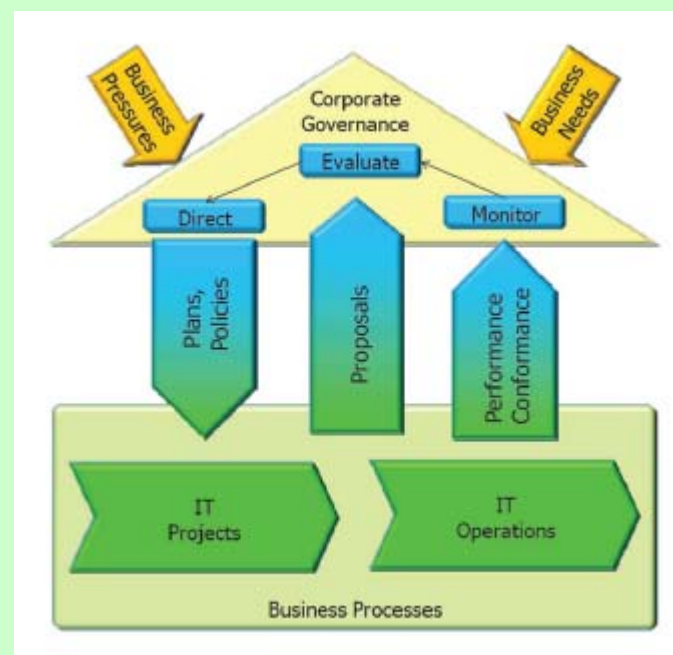 Business
Pressures
Business
Needs
Corporate
Governance
Evaluate
Direct
Monitor
Plans,
Policies
Proposals
Performance
Conformance
IT
Projects
IT
Operations
Business Processes